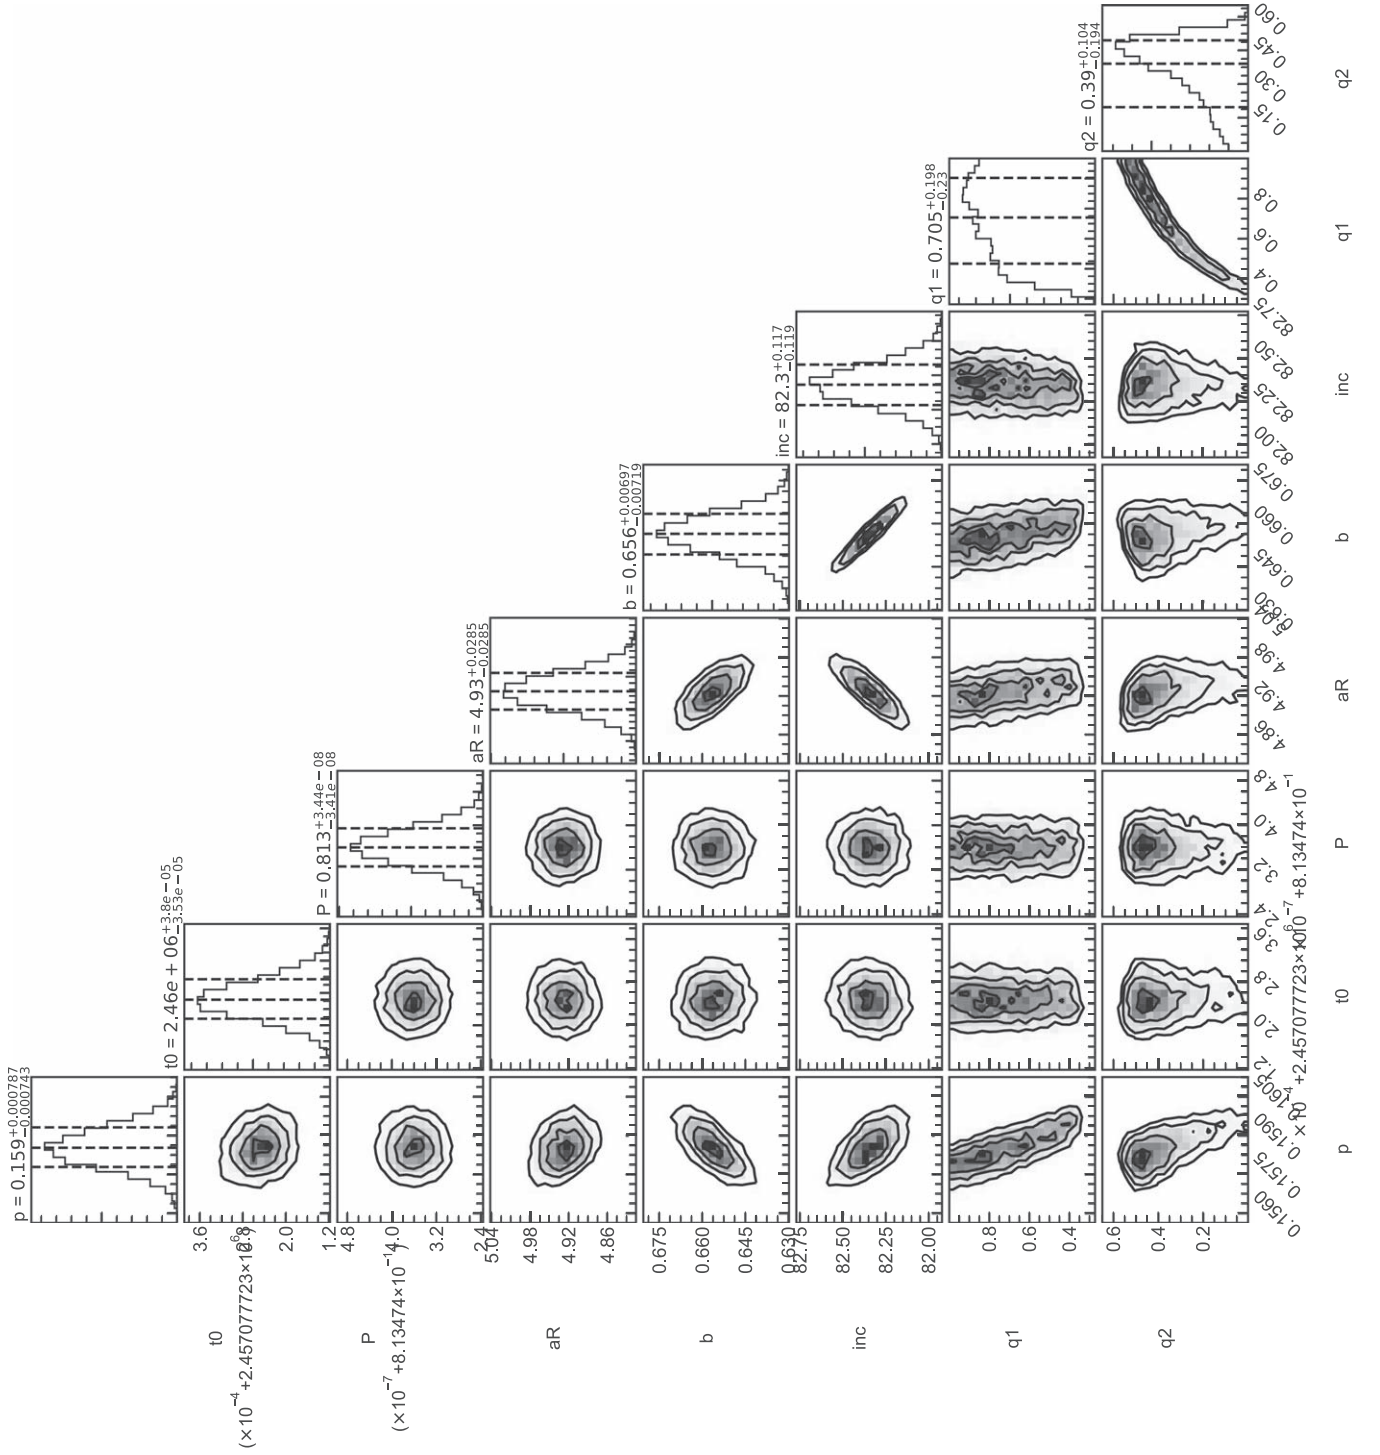 p = 0.159+0.000787 −0.000743
t0 = 2.46e + 06+3.8e−05 −3.53e−05
P = 0.813+3.44e−08 −3.41e−08
aR = 4.93+0.0285 −0.0285
b = 0.656+0.00697 −0.00719
inc = 82.3+0.117 −0.119
q1 = 0.705+0.198 −0.23
q2 = 0.39+0.104 −0.194
t0
(×10−4+2.457077723×106)
3.6
2.8
2.0
1.2
P
(×10−7+8.13474×10−1)
4.8
4.0
3.2
2.4
aR
5.04
4.98
4.92
4.86
b
0.675
0.660
0.645
0.630
inc
82.75
82.50
82.25
82.00
q1
0.8
0.6
0.4
q2
0.6
0.4
0.2
0.1560
0.1575
0.1590
0.1605
p
1.2
2.0
2.8
3.6
×10−4+2.457077723×106
t0
2.4
3.2
4.0
4.8
×10−7+8.13474×10−1
P
4.86
4.92
4.98
5.04
aR
0.630
0.645
0.660
0.675
b
82.00
82.25
82.50
82.75
inc
0.4
0.6
0.8
q1
0.15
0.30
0.45
0.60
q2